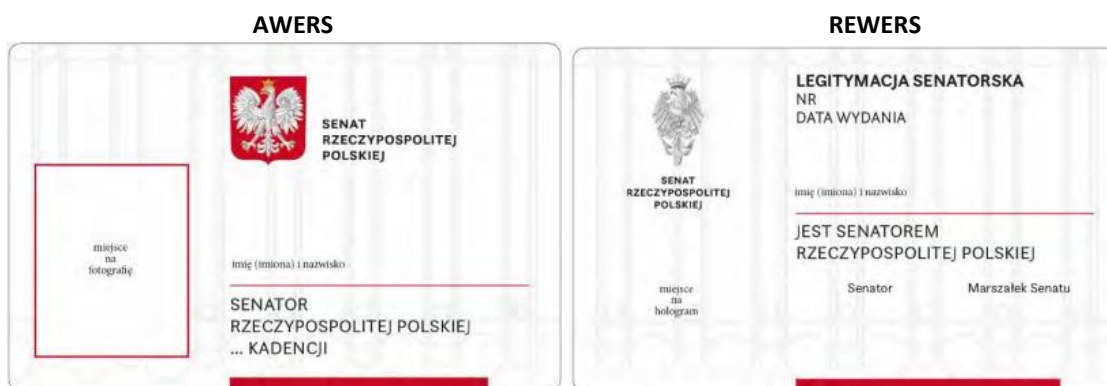 AWERS
SENAT
RZECZYPOSPOLITEJ
POLSKIEJ
miejsce
na
fotografię
imię (imiona) i nazwisko
SENATOR
RZECZYPOSPOLITEJ POLSKIEJ
... KADENCJI
REWERS
SENAT
RZECZYPOSPOLITEJ
POLSKIEJ
miejsce
na
hologram
LEGITYMACJA SENATORSKA
NR
DATA WYDANIA
imię (imiona) i nazwisko
JEST SENATOREM
RZECZYPOSPOLITEJ POLSKIEJ
Senator Marszałek Senatu